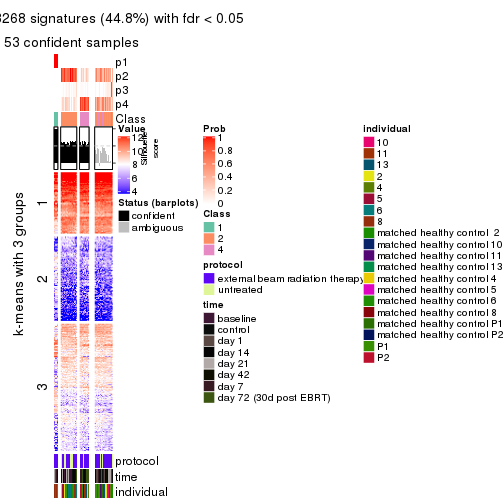 3268 signatures (44.8%) with fdr < 0.05
53 confident samples
p1
p2
p3
p4
Class
Silhouette
score
k-means with 3 groups
1
2
3
protocol
time
individual
Value
12
10
8
6
4
Status (barplots)
confident
ambiguous
Prob
1
0.8
0.6
0.4
0.2
0
Class
1
2
4
protocol
external beam radiation therapy
untreated
time
baseline
control
day 1
day 14
day 21
day 42
day 7
day 72 (30d post EBRT)
individual
10
11
13
2
4
5
6
8
matched healthy control 2
matched healthy control 10
matched healthy control 11
matched healthy control 13
matched healthy control 4
matched healthy control 5
matched healthy control 6
matched healthy control 8
matched healthy control P1
matched healthy control P2
P1
P2